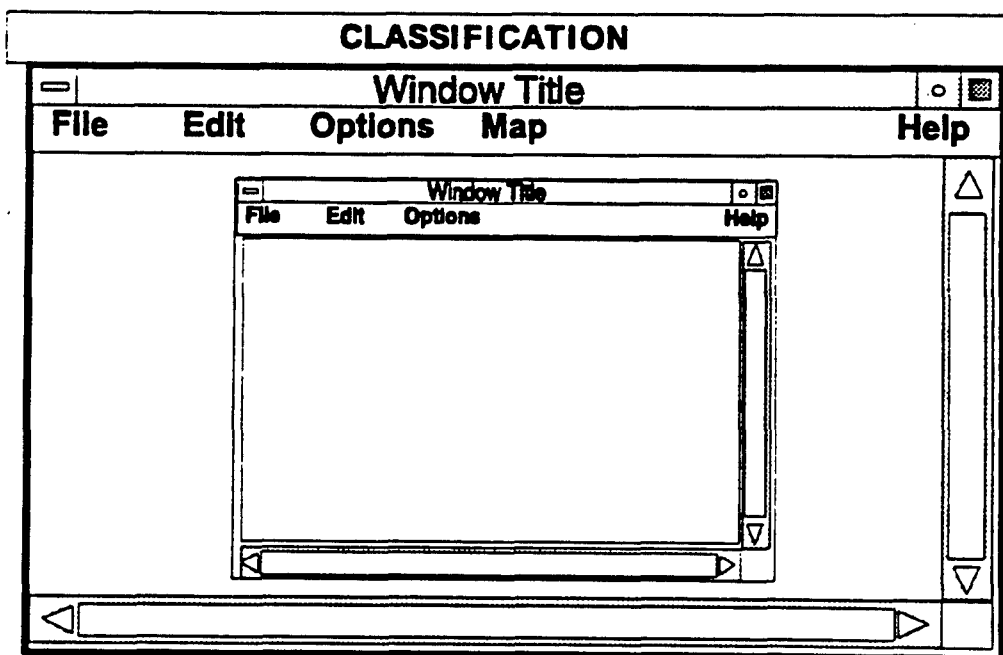 CLASSIFICATION
Window Title
File Edit Options Map Help
Window Title
File Edit Options Help